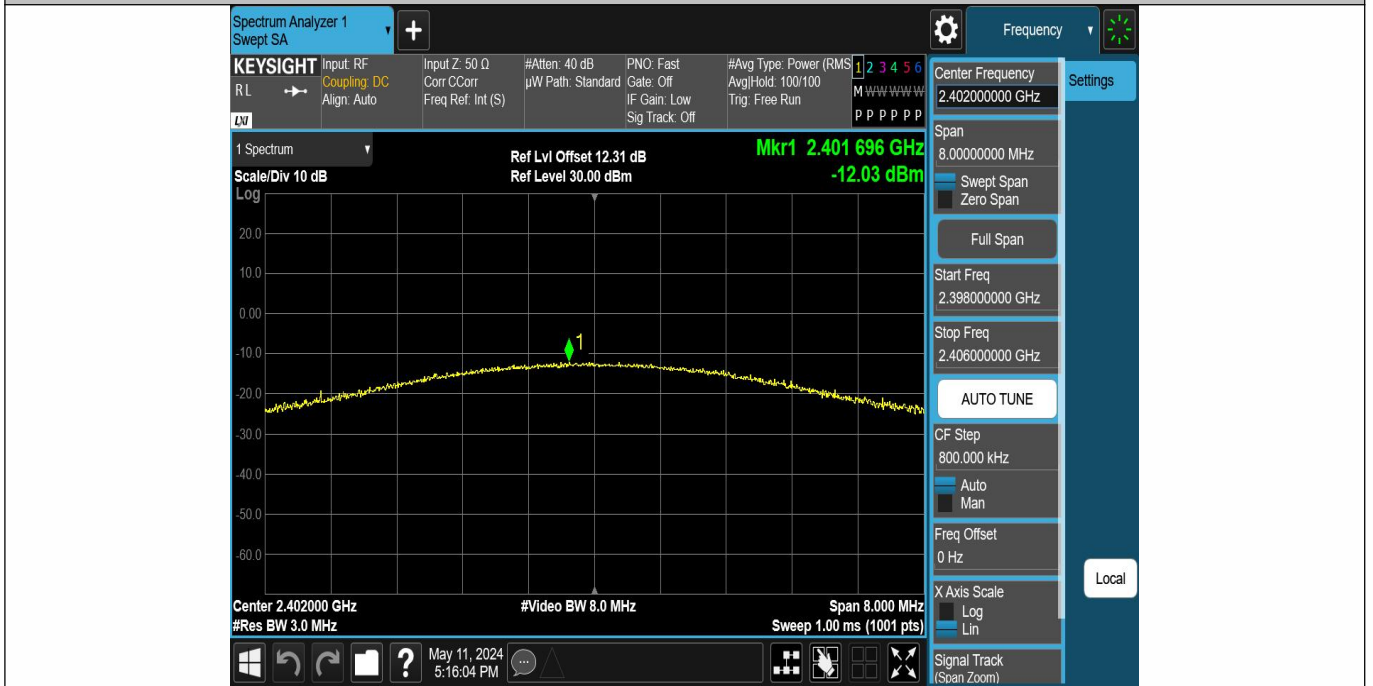 Spectrum Analyzer 1
Swept SA
+
Frequency
KEYSIGHT
RL
LXI
Input: RF
Coupling: DC
Align: Auto
Input Z: 50 Ω
Corr CCorr
Freq Ref: Int (S)
#Atten: 40 dB
µW Path: Standard
PNO: Fast
Gate: Off
IF Gain: Low
Sig Track: Off
#Avg Type: Power (RMS
Avg|Hold: 100/100
Trig: Free Run
1 2 3 4 5 6
M W W W W W
P P P P P P
1 Spectrum
Scale/Div 10 dB
Log
Ref Lvl Offset 12.31 dB
Ref Level 30.00 dBm
Mkr1 2.401 696 GHz
-12.03 dBm
20.0
10.0
0.00
-10.0
-20.0
-30.0
-40.0
-50.0
-60.0
1
Center 2.402000 GHz
#Res BW 3.0 MHz
#Video BW 8.0 MHz
Span 8.000 MHz
Sweep 1.00 ms (1001 pts)
Center Frequency
2.402000000 GHz
Settings
Span
8.00000000 MHz
Swept Span
Zero Span
Full Span
Start Freq
2.398000000 GHz
Stop Freq
2.406000000 GHz
AUTO TUNE
CF Step
800.000 kHz
Auto
Man
Freq Offset
0 Hz
X Axis Scale
Log
Lin
Signal Track
(Span Zoom)
Local
?
May 11, 2024
5:16:04 PM